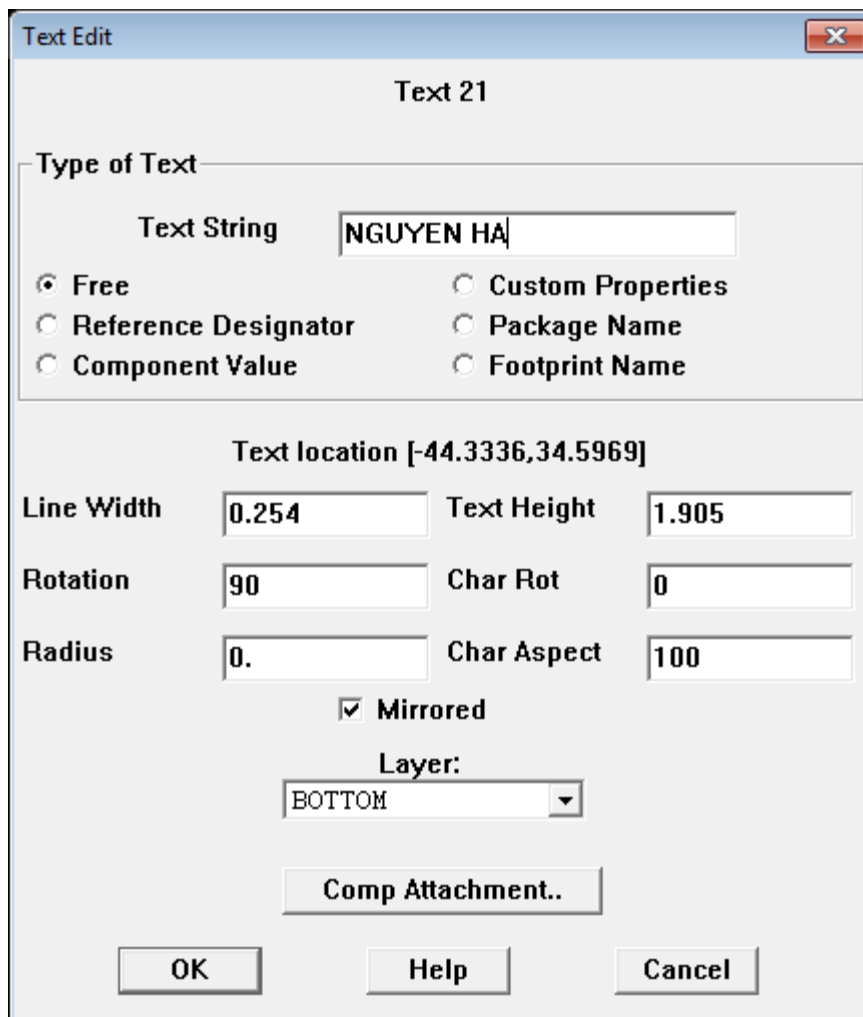 Text Edit
Text 21
Type of Text
Text String NGUYEN HA
Free Custom Properties
Reference Designator Package Name
Component Value Footprint Name
Text location [-44.3336,34.5969]
Line Width 0.254 Text Height 1.905
Rotation 90 Char Rot 0
Radius 0. Char Aspect 100
Mirrored
Layer:
BOTTOM
Comp Attachment..
OK Help Cancel